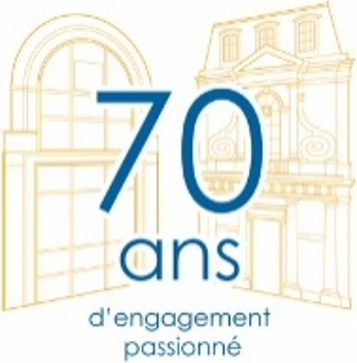 70
ans
d'engagement
passionné